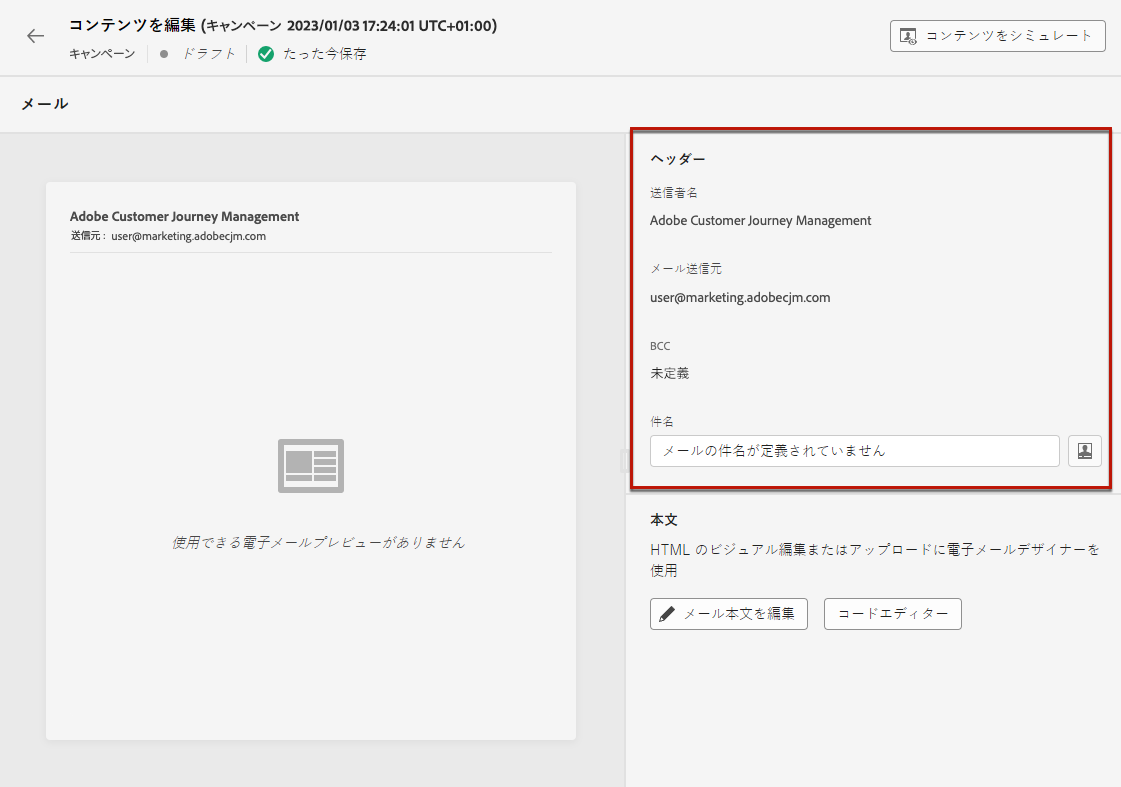 コンテンツを編集 (キャンペーン 2023/01/03 17:24:01 UTC+01:00)
コンテンツをシミュレート
キャンペーン ドラフト たった今保存
メール
Adobe Customer Journey Management
送信元： user@marketing.adobecjm.com
使用できる電子メールプレビューがありません
ヘッダー
送信者名
Adobe Customer Journey Management
メール送信元
user@marketing.adobecjm.com
BCC
未定義
件名
メールの件名が定義されていません
本文
HTML のビジュアル編集またはアップロードに電子メールデザイナーを
使用
メール本文を編集 コードエディター